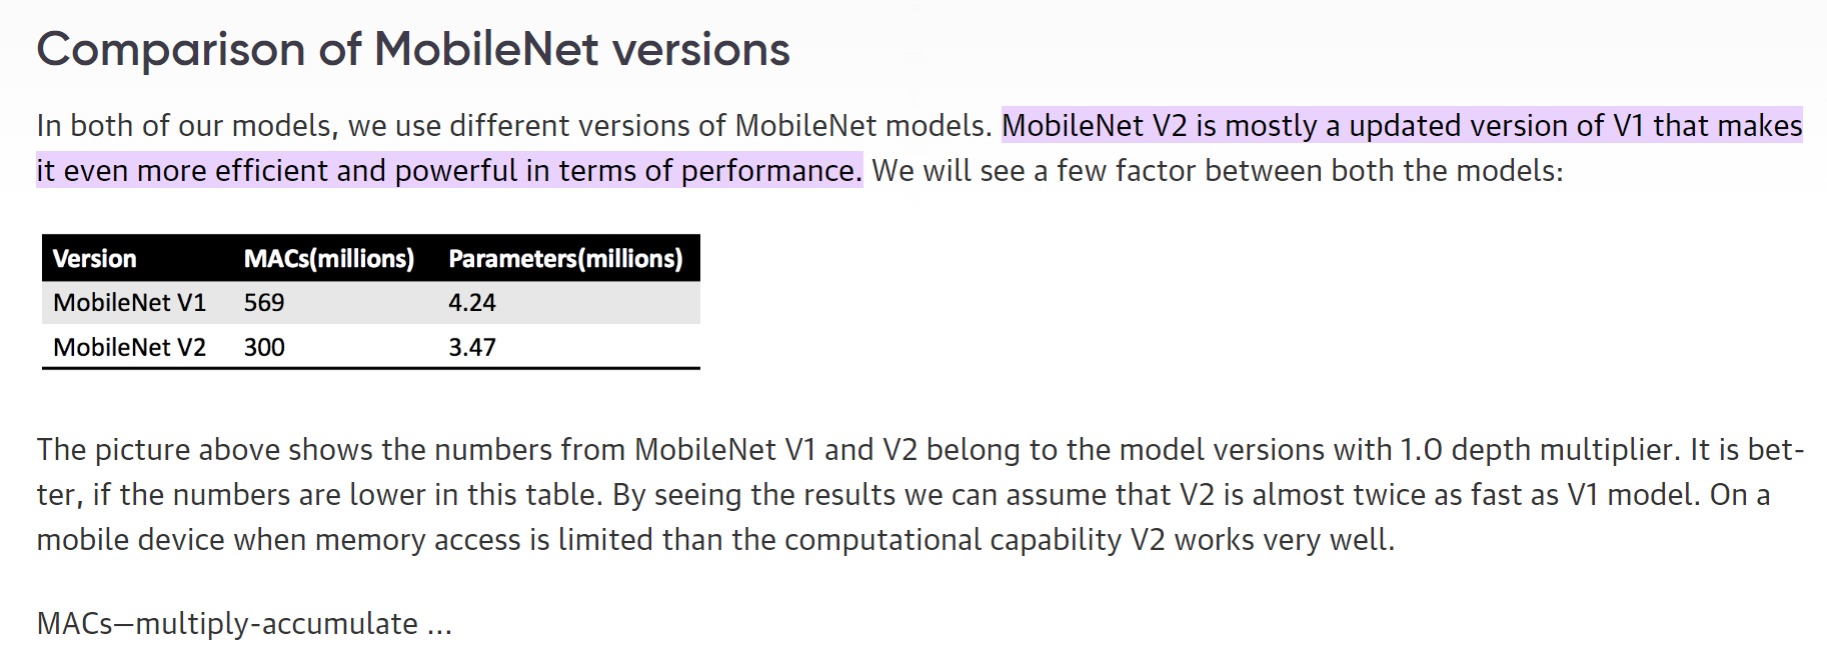 Comparison of MobileNet versions
In both of our models, we use different versions of MobileNet models. MobileNet V2 is mostly a updated version of V1 that makes
it even more efficient and powerful in terms of performance. We will see a few factor between both the models:
Version MACs(millions) Parameters(millions)
MobileNet V1 569 4.24
MobileNet V2 300 3.47
The picture above shows the numbers from MobileNet V1 and V2 belong to the model versions with 1.0 depth multiplier. It is bet-
ter, if the numbers are lower in this table. By seeing the results we can assume that V2 is almost twice as fast as V1 model. On a
mobile device when memory access is limited than the computational capability V2 works very well.
MACs—multiply-accumulate ...